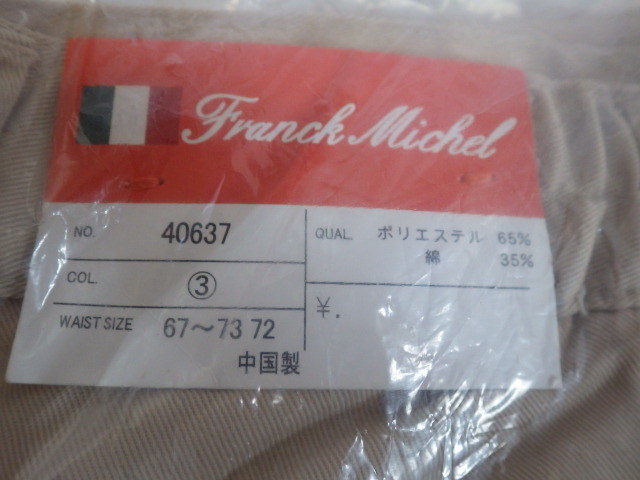 Franck Michel
NO. 40637
COL. ③
WAIST SIZE 67〜73 72
中国製
QUAL. ポリエステル 65%
綿 35%
¥.